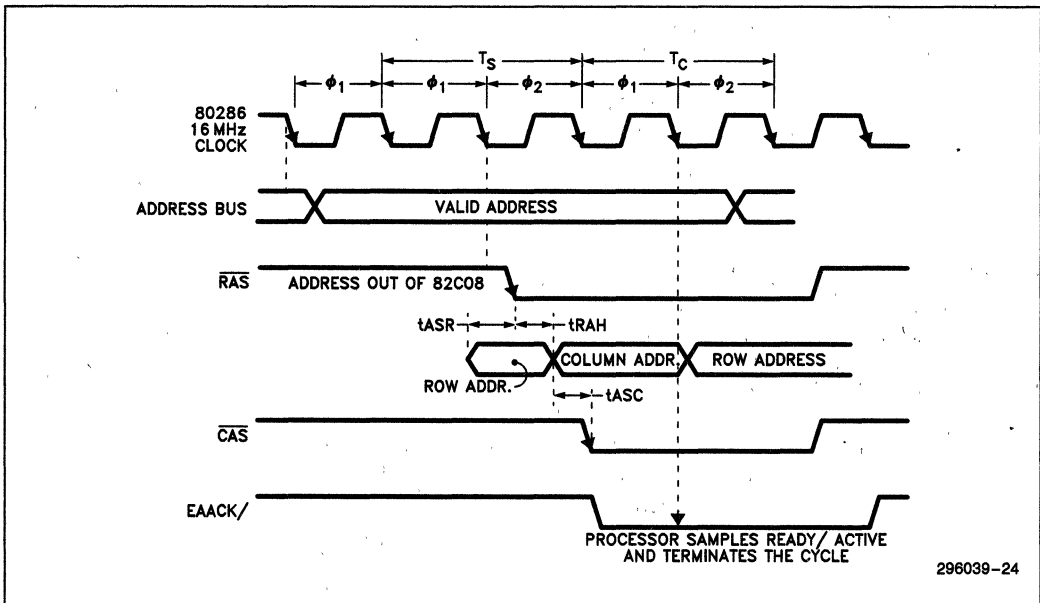 TS TC
ϕ1 ϕ1 ϕ2 ϕ1 ϕ2
80286
16 MHz
CLOCK
ADDRESS BUS VALID ADDRESS
RAS ADDRESS OUT OF 82C08
tASR tRAH
COLUMN ADDR. ROW ADDRESS
ROW ADDR.
tASC
CAS
EAACK/
PROCESSOR SAMPLES READY/ ACTIVE
AND TERMINATES THE CYCLE
296039-24